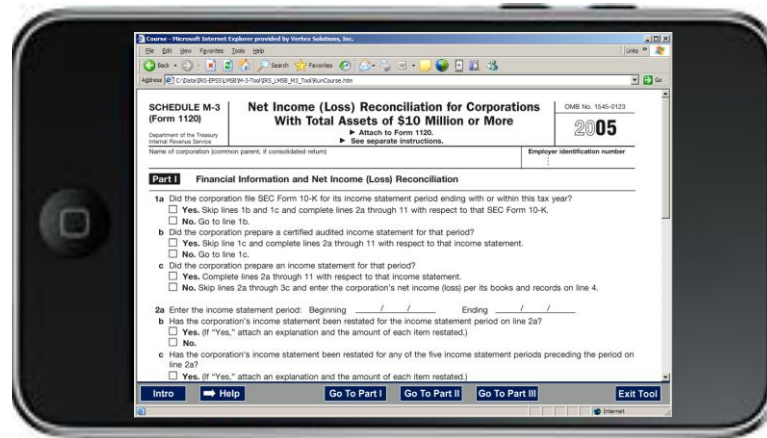 Course - Microsoft Internet Explorer provided by Vertex Solutions, Inc.
File Edit View Favorites Tools Help Links »
Back Search Favorites
Address C:\Data\IRS-EPSS\LMSB\M-3-Tool\IRS_LMSB_M3_Tool\RunCourse.htm Go
SCHEDULE M-3
(Form 1120)
Department of the Treasury
Internal Revenue Service
Net Income (Loss) Reconciliation for Corporations
With Total Assets of $10 Million or More
► Attach to Form 1120.
► See separate instructions.
OMB No. 1545-0123
2005
Name of corporation (common parent, if consolidated return) Employer identification number
Part I Financial Information and Net Income (Loss) Reconciliation
1a Did the corporation file SEC Form 10-K for its income statement period ending with or within this tax year?
Yes. Skip lines 1b and 1c and complete lines 2a through 11 with respect to that SEC Form 10-K.
No. Go to line 1b.
b Did the corporation prepare a certified audited income statement for that period?
Yes. Skip line 1c and complete lines 2a through 11 with respect to that income statement.
No. Go to line 1c.
c Did the corporation prepare an income statement for that period?
Yes. Complete lines 2a through 11 with respect to that income statement.
No. Skip lines 2a through 3c and enter the corporation's net income (loss) per its books and records on line 4.
2a Enter the income statement period: Beginning / / Ending / /
b Has the corporation's income statement been restated for the income statement period on line 2a?
Yes. (If "Yes," attach an explanation and the amount of each item restated.)
No.
c Has the corporation's income statement been restated for any of the five income statement periods preceding the period on
line 2a?
Yes. (If "Yes," attach an explanation and the amount of each item restated.)
Intro Help Go To Part I Go To Part II Go To Part III Exit Tool
Internet